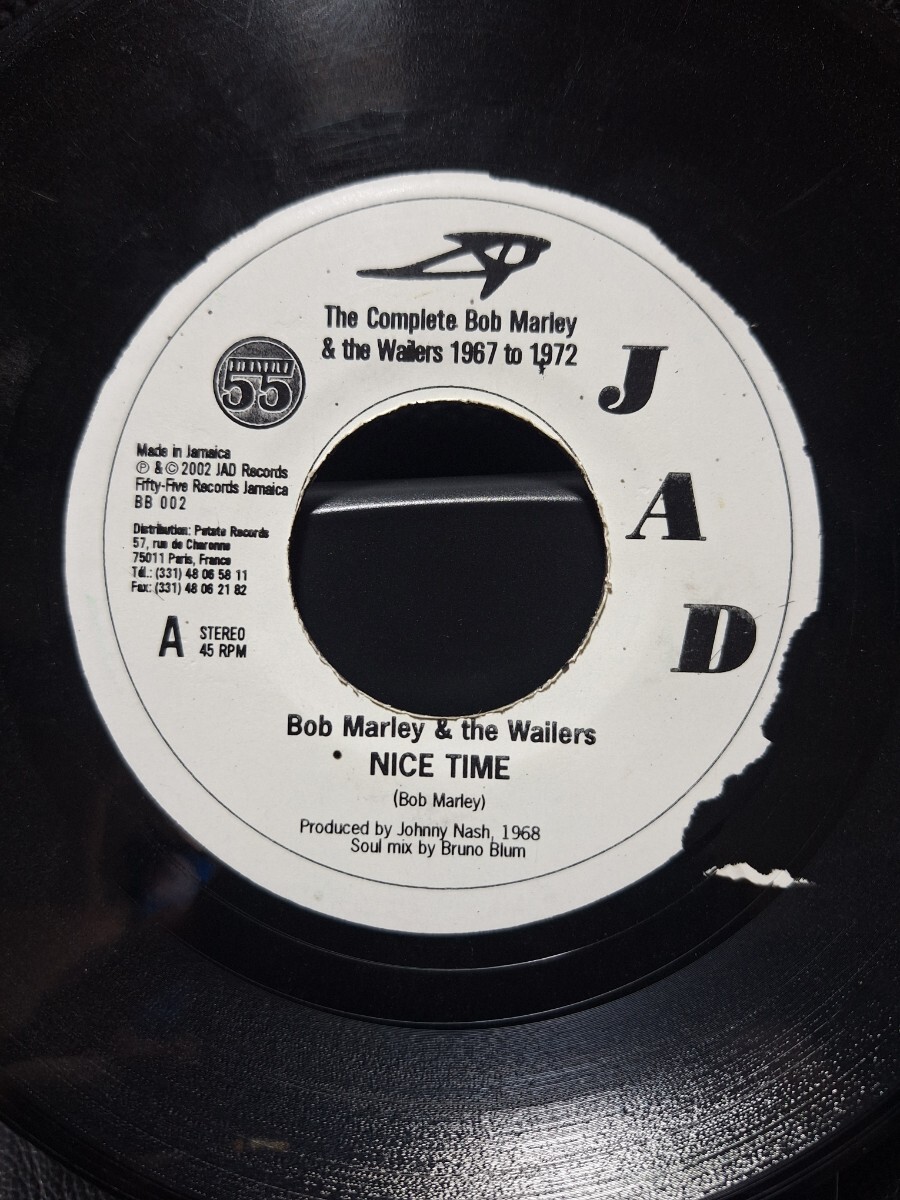 The Complete Bob Marley
& the Wailers 1967 to 1972
55
J
A
D
Made in Jamaica
℗ & © 2002 JAD Records
Fifty-Five Records Jamaica
BB 002
Distribution: Patate Records
57, rue de Charonne
75011 Paris, France
Tél.: (331) 48 06 58 11
Fax: (331) 48 06 21 82
A
STEREO
45 RPM
Bob Marley & the Wailers
NICE TIME
(Bob Marley)
Produced by Johnny Nash, 1968
Soul mix by Bruno Blum